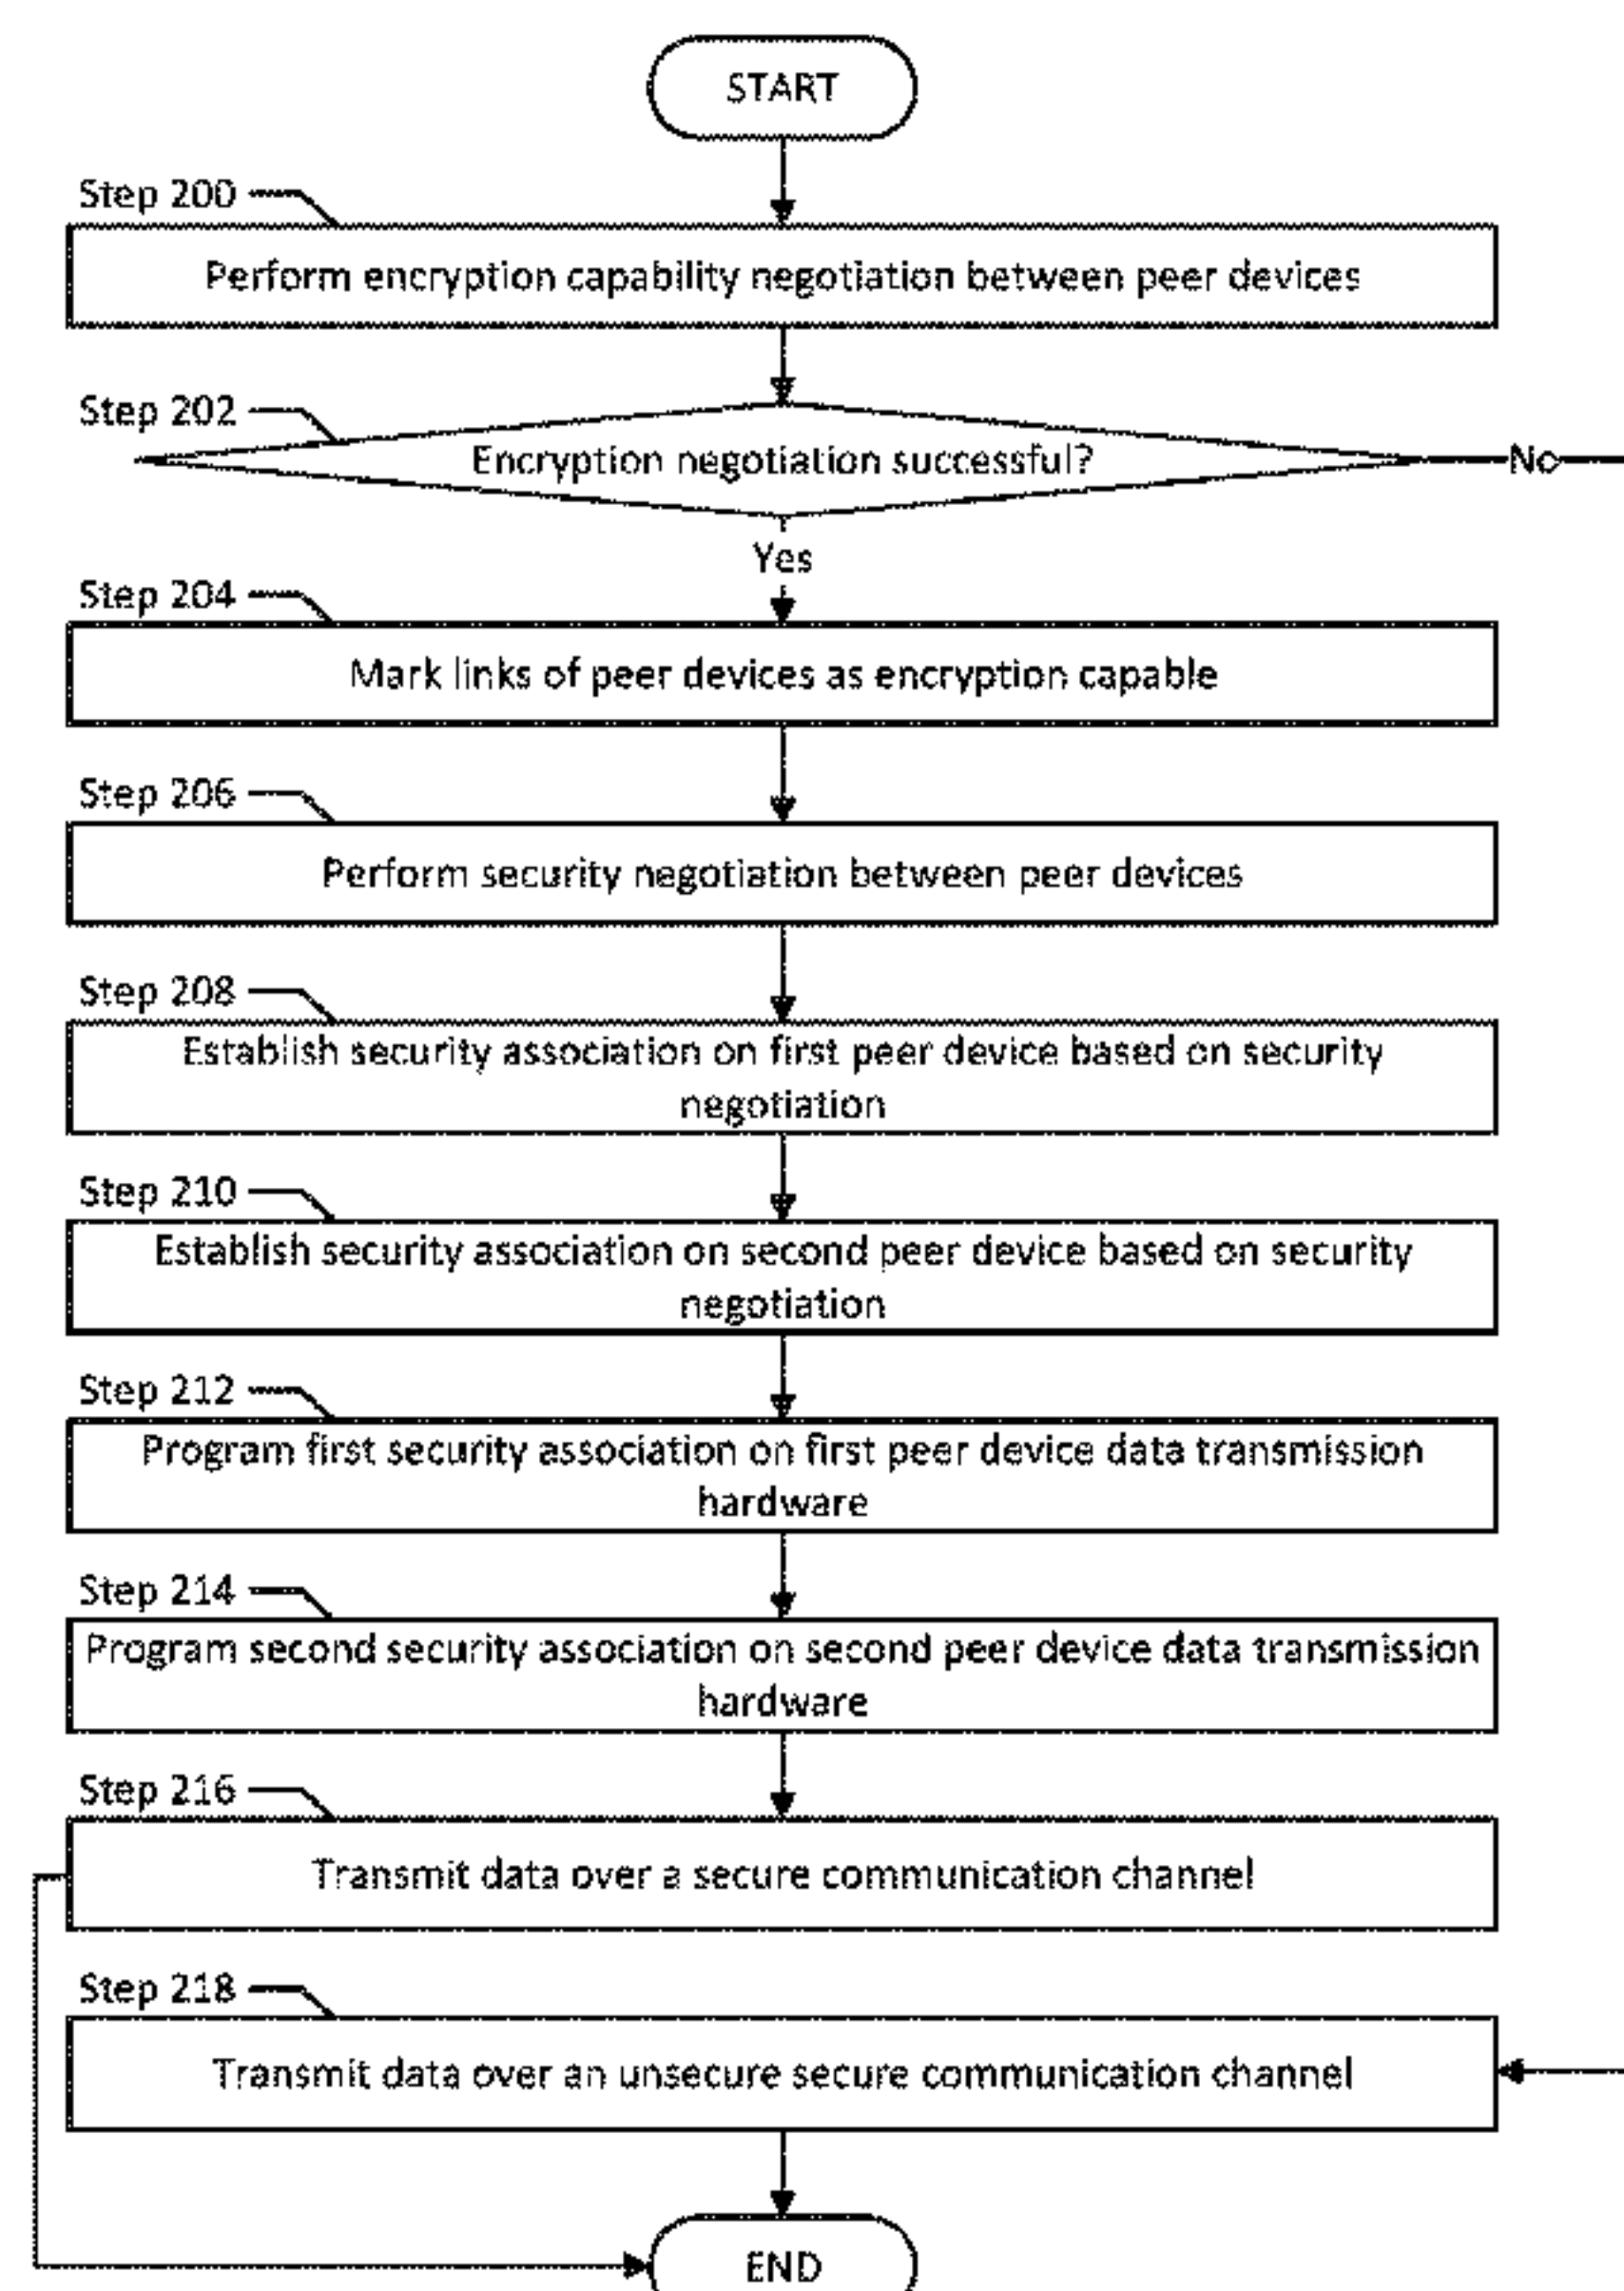 START
Step 200
Perform encryption capability negotiation between peer devices
Step 202
Encryption negotiation successful?
No
Yes
Step 204
Mark links of peer devices as encryption capable
Step 206
Perform security negotiation between peer devices
Step 208
Establish security association on first peer device based on security
negotiation
Step 210
Establish security association on second peer device based on security
negotiation
Step 212
Program first security association on first peer device data transmission
hardware
Step 214
Program second security association on second peer device data transmission
hardware
Step 216
Transmit data over a secure communication channel
Step 218
Transmit data over an unsecure secure communication channel
END